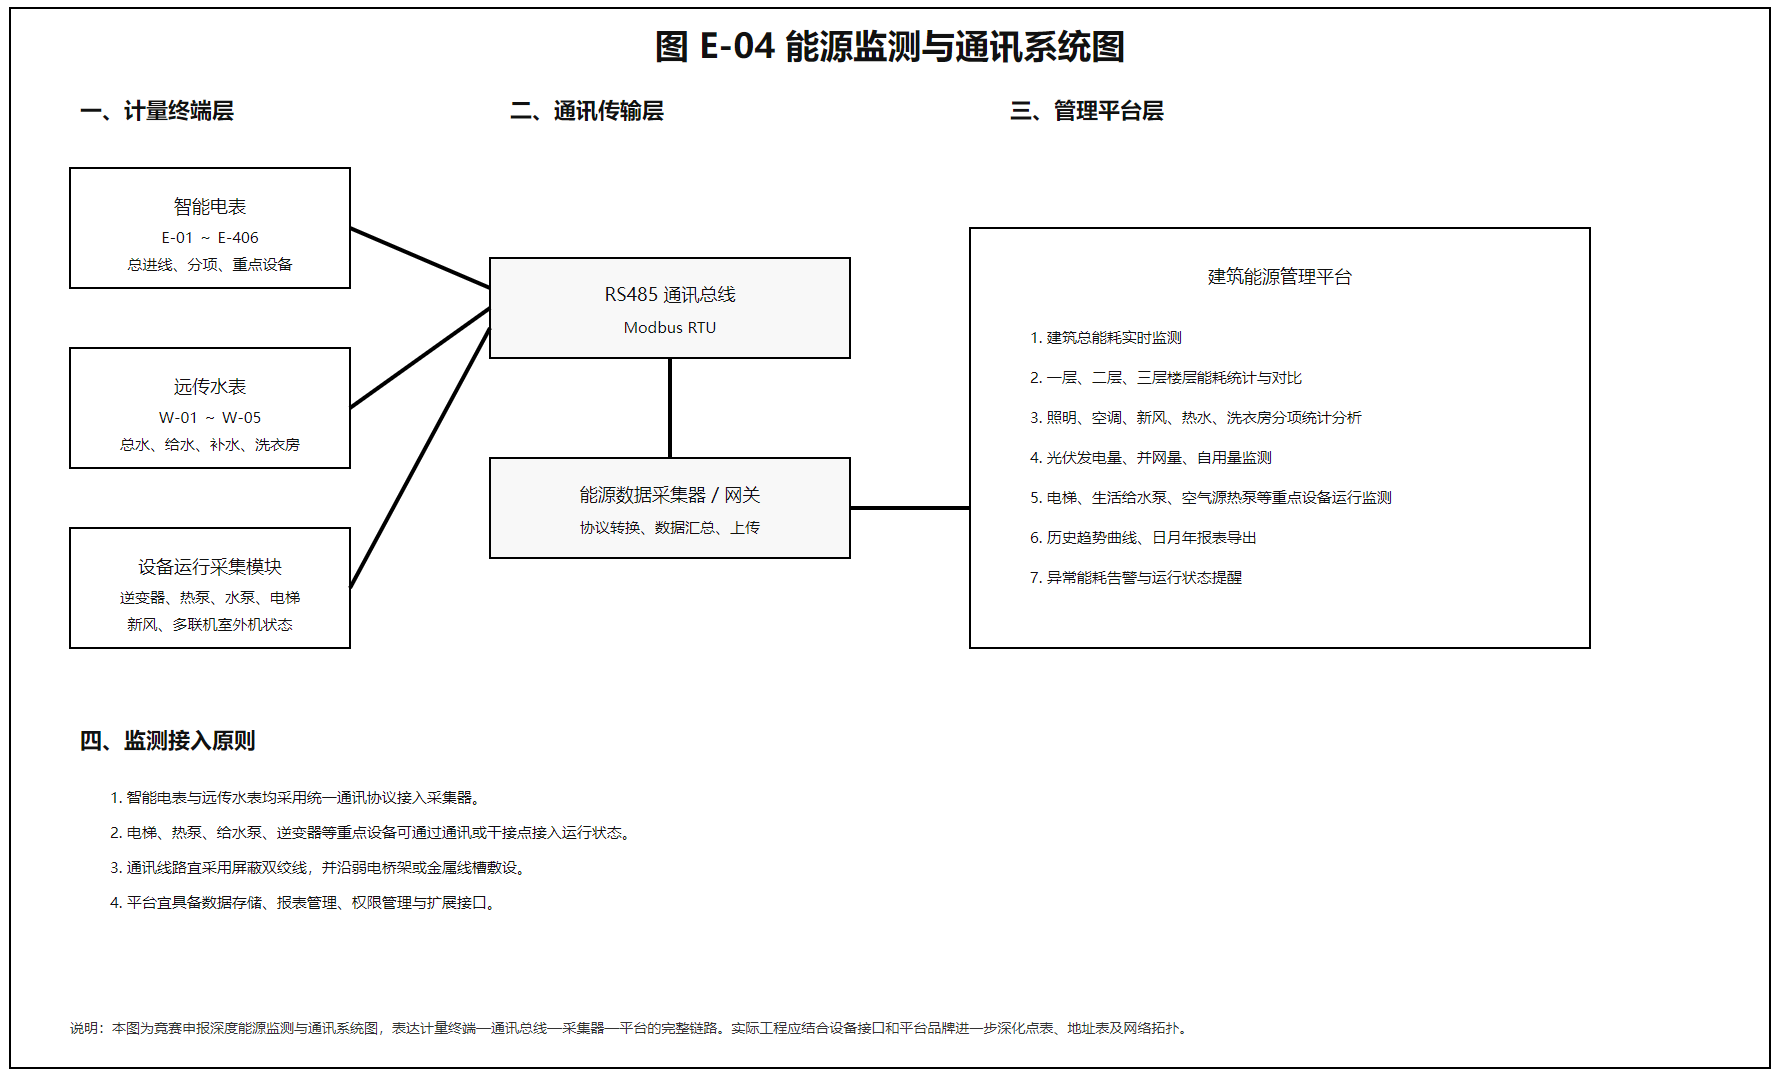 图 E-04 能源监测与通讯系统图
一、计量终端层
二、通讯传输层
三、管理平台层
智能电表
E-01 ~ E-406
总进线、分项、重点设备
远传水表
W-01 ~ W-05
总水、给水、补水、洗衣房
设备运行采集模块
逆变器、热泵、水泵、电梯
新风、多联机室外机状态
RS485 通讯总线
Modbus RTU
能源数据采集器 / 网关
协议转换、数据汇总、上传
建筑能源管理平台
1. 建筑总能耗实时监测
2. 一层、二层、三层楼层能耗统计与对比
3. 照明、空调、新风、热水、洗衣房分项统计分析
4. 光伏发电量、并网量、自用量监测
5. 电梯、生活给水泵、空气源热泵等重点设备运行监测
6. 历史趋势曲线、日月年报表导出
7. 异常能耗告警与运行状态提醒
四、监测接入原则
1. 智能电表与远传水表均采用统一通讯协议接入采集器。
2. 电梯、热泵、给水泵、逆变器等重点设备可通过通讯或干接点接入运行状态。
3. 通讯线路宜采用屏蔽双绞线，并沿弱电桥架或金属线槽敷设。
4. 平台宜具备数据存储、报表管理、权限管理与扩展接口。
说明：本图为竞赛申报深度能源监测与通讯系统图，表达计量终端—通讯总线—采集器—平台的完整链路。实际工程应结合设备接口和平台品牌进一步深化点表、地址表及网络拓扑。